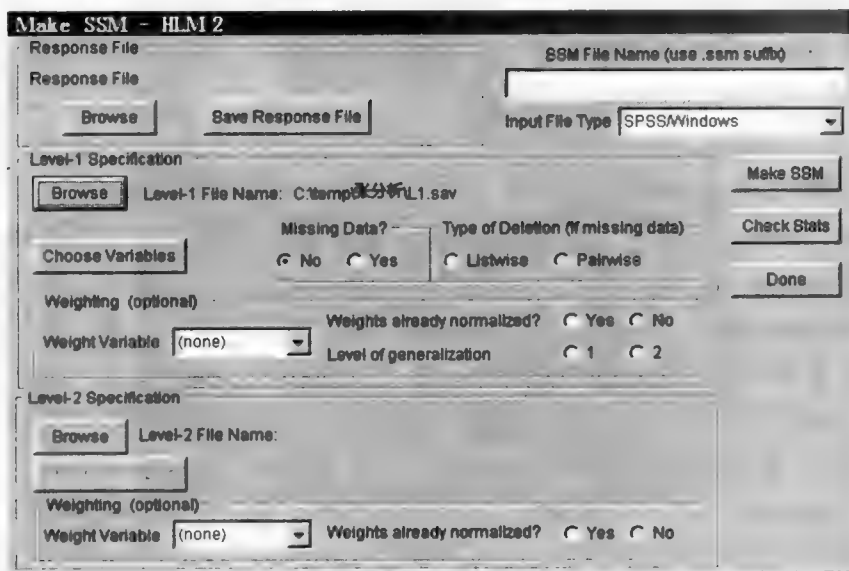 Make SSM - HLM 2
Response File
SSM File Name (use .ssm suffix)
Response File
Browse
Save Response File
Input File Type
SPSS/Windows
Level-1 Specification
Browse
Level-1 File Name: C:\temp\分析\L1.sav
Make SSM
Missing Data?
Type of Deletion (if missing data)
Check Stats
Choose Variables
No
Yes
Listwise
Pairwise
Done
Weighting (optional)
Weights already normalized?
Yes
No
Weight Variable
(none)
Level of generalization
1
2
Level-2 Specification
Browse
Level-2 File Name:
Weighting (optional)
Weight Variable
(none)
Weights already normalized?
Yes
No